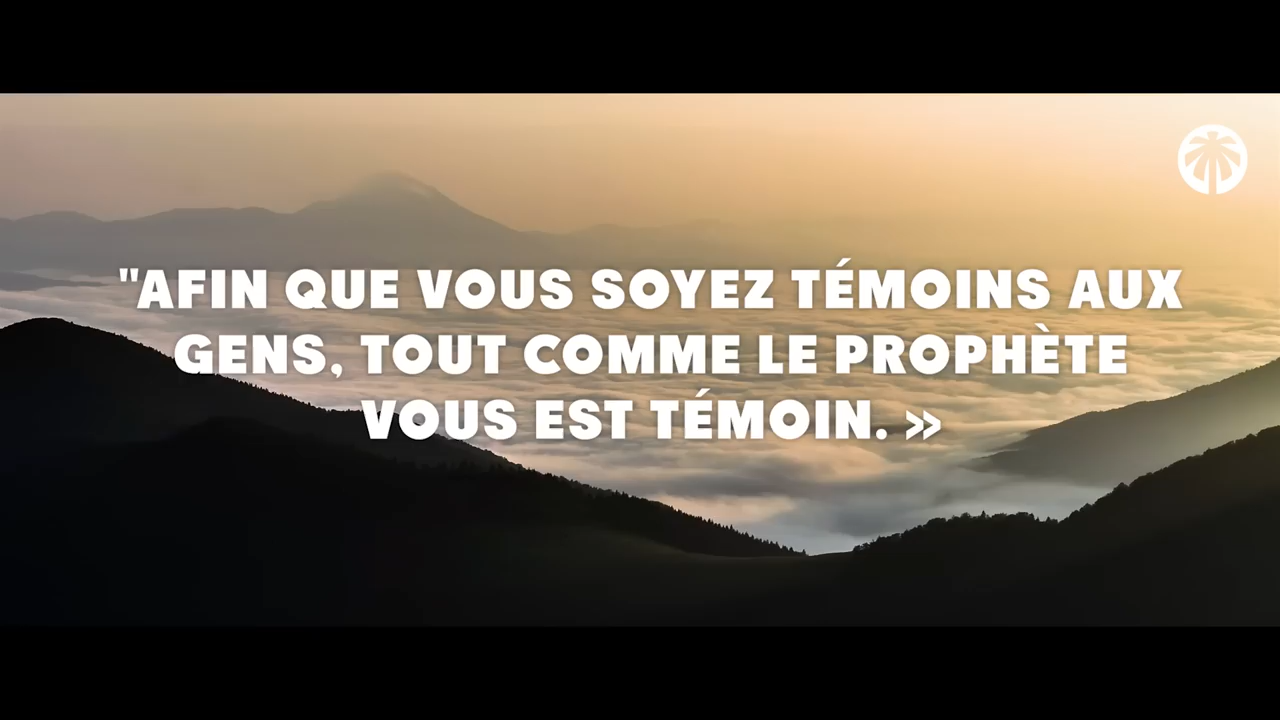 "AFIN QUE VOUS SOYEZ TÉMOINS AUX
GENS, TOUT COMME LE PROPHÈTE
VOUS EST TÉMOIN. »